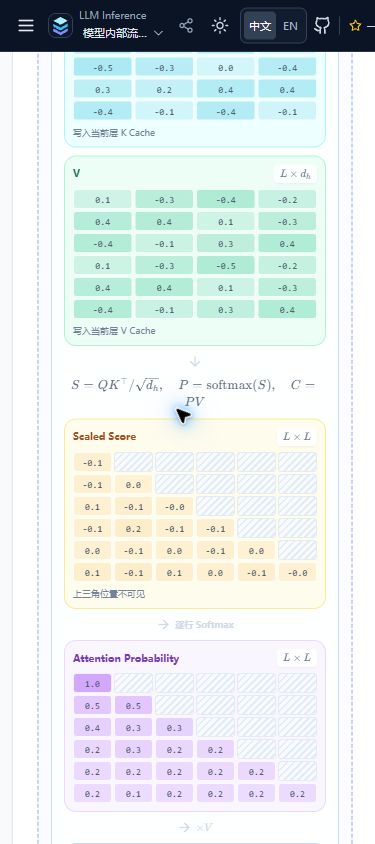 LLM Inference
模型内部流...
中文 EN
-0.5 -0.3 0.0 -0.4
0.3 0.2 0.4 0.4
-0.4 -0.1 -0.4 -0.1
写入当前层 K Cache
V L × d_h
0.1 -0.3 -0.4 -0.2
0.4 0.4 0.1 -0.3
-0.4 -0.1 0.3 0.4
0.1 -0.3 -0.5 -0.2
0.4 0.4 0.1 -0.3
-0.4 -0.1 0.3 0.4
写入当前层 V Cache
↓
S = QK^⊤/√d_h, P = softmax(S), C =
PV
Scaled Score L × L
-0.1
-0.1 0.0
0.1 -0.1 -0.0
-0.1 0.2 -0.1 -0.1
0.0 -0.1 0.0 -0.1 0.0
0.1 -0.1 0.1 0.0 -0.1 -0.0
上三角位置不可见
→ 逐行 Softmax
Attention Probability L × L
1.0
0.5 0.5
0.4 0.3 0.3
0.2 0.3 0.2 0.2
0.2 0.2 0.2 0.2 0.2
0.2 0.1 0.2 0.2 0.2 0.2
→ ×V